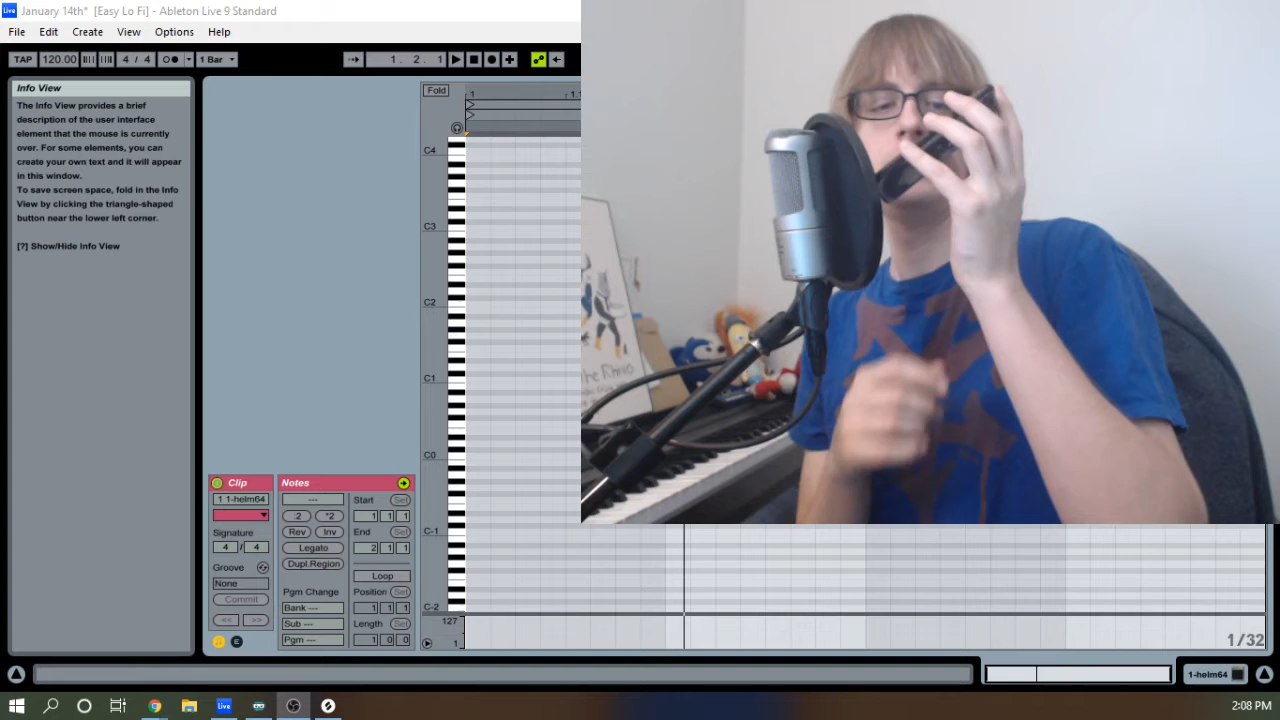 January 14th* [Easy Lo Fi] - Ableton Live 9 Standard
File Edit Create View Options Help
TAP 120.00 4 / 4 1 Bar 1. 2. 1
Info View
The Info View provides a brief
description of the user interface
element that the mouse is currently
over. For some elements, you can
create your own text and it will appear
in this window.
To save screen space, fold in the Info
View by clicking the triangle-shaped
button near the lower left corner.
[?] Show/Hide Info View
Fold
1
C4
C3
C2
C1
C0
C-1
C-2
127
1
1/32
Clip
1 1-helm64
Signature
4 / 4
Groove
None
Commit
<< >>
Notes
---
:2 *2
Rev Inv
Legato
Dupl.Region
Pgm Change
Bank ---
Sub ---
Pgm ---
Start Set
1 1 1
End Set
2 1 1
Loop
Position Set
1 1 1
Length Set
1 0 0
1-helm64
Live
2:08 PM